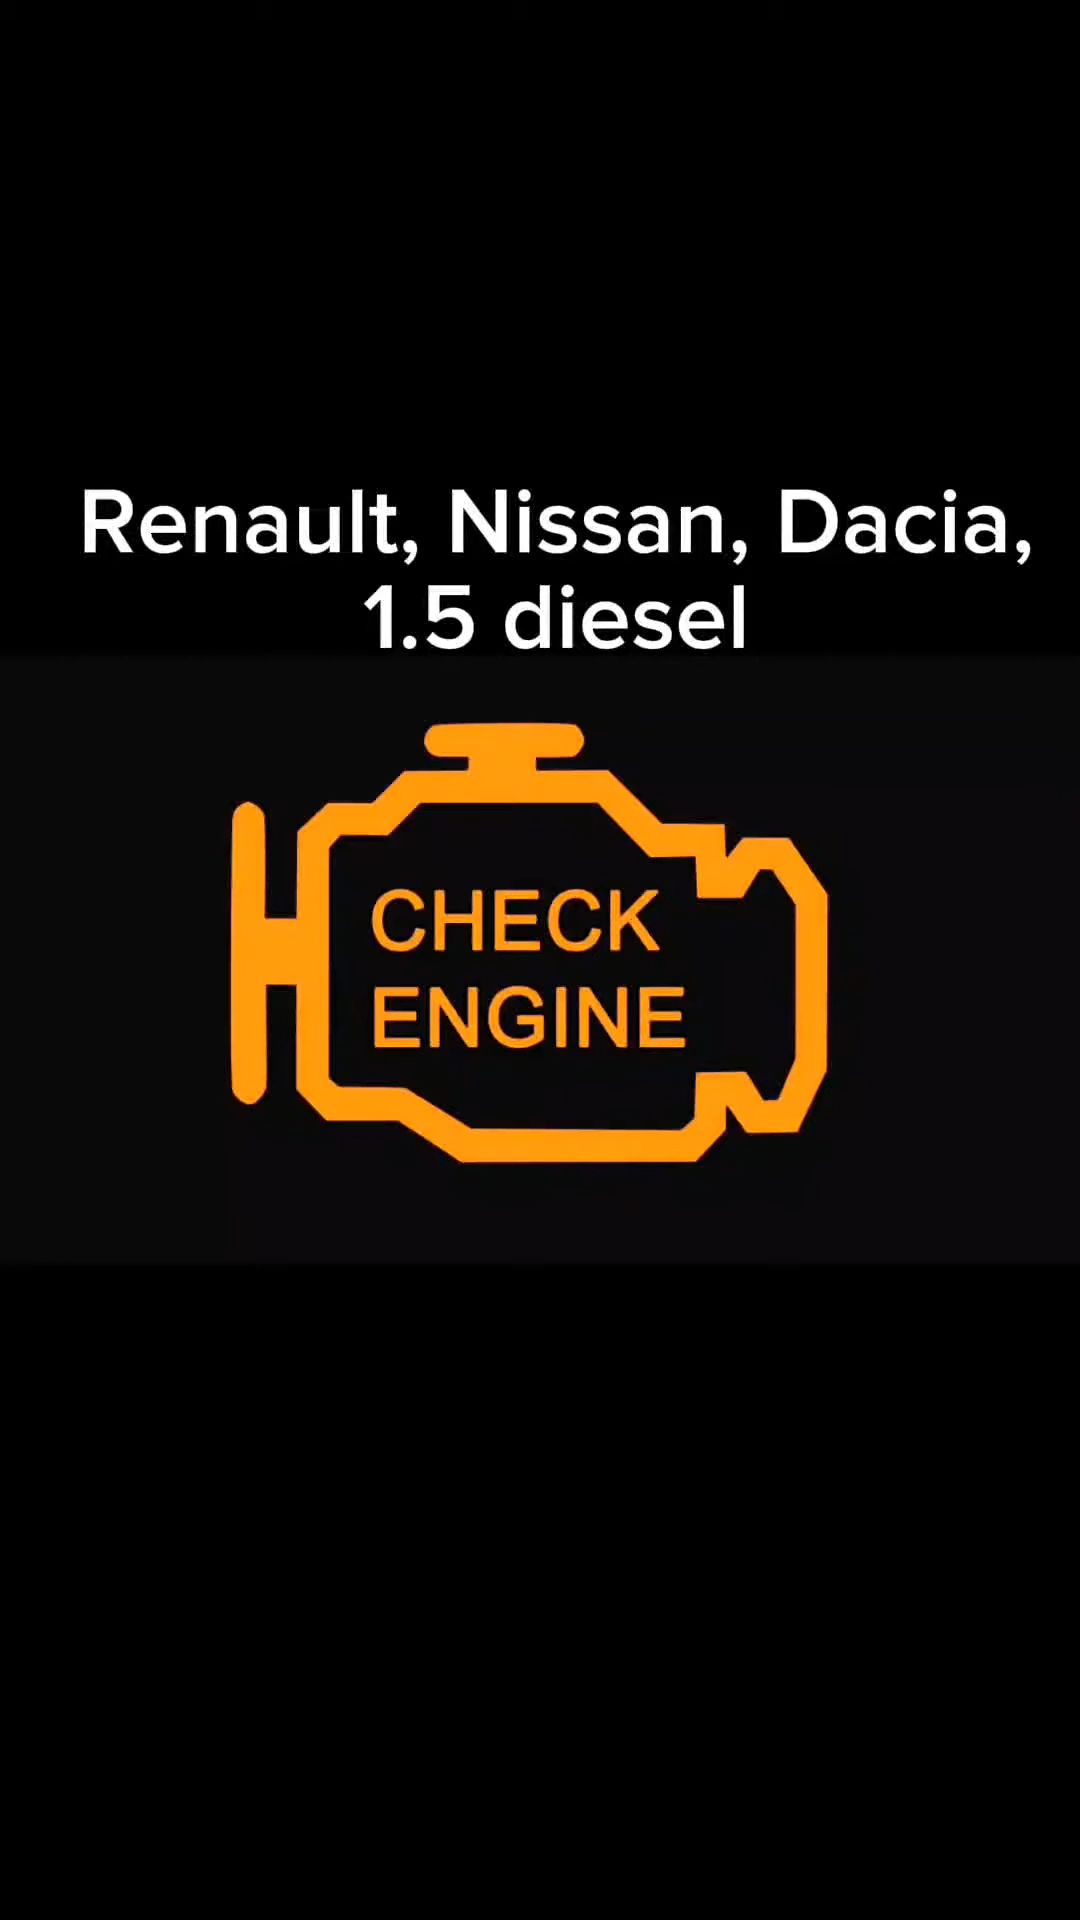 Renault, Nissan, Dacia,
1.5 diesel
CHECK
ENGINE